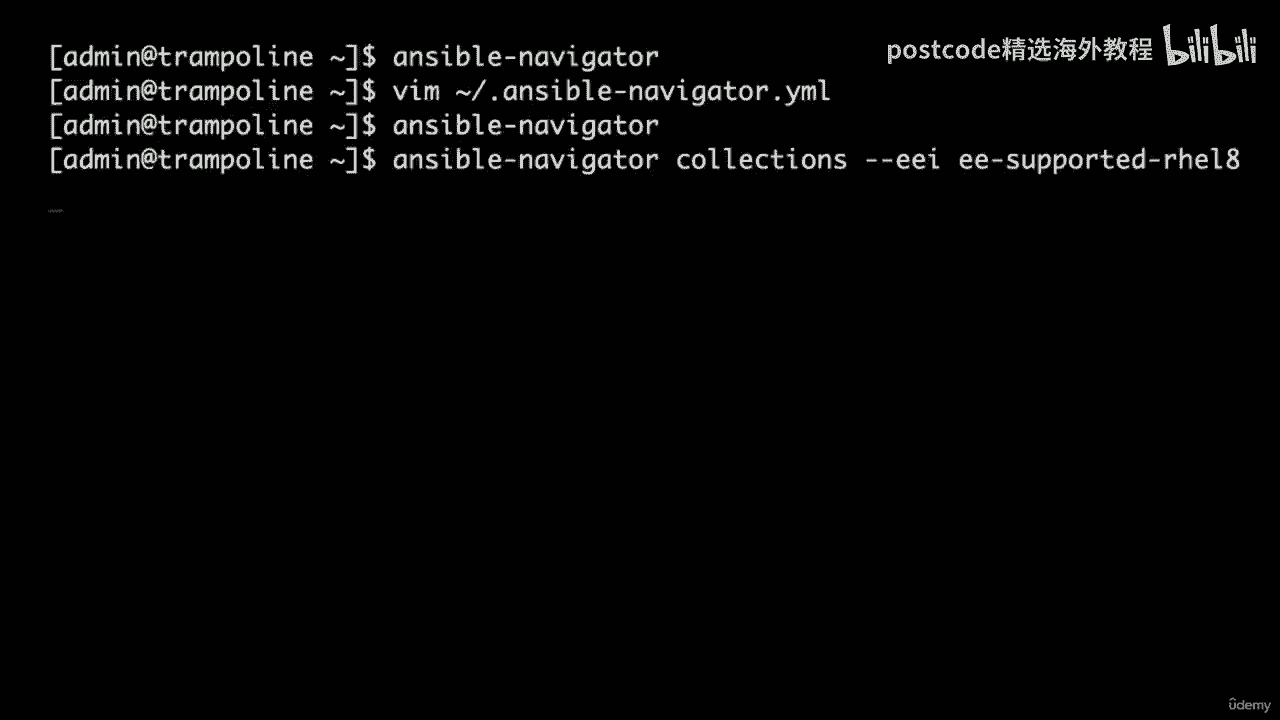 [admin@trampoline ~]$ ansible-navigator
postcode精选海外教程 bilibili
[admin@trampoline ~]$ vim ~/.ansible-navigator.yml
[admin@trampoline ~]$ ansible-navigator
[admin@trampoline ~]$ ansible-navigator collections --eei ee-supported-rhel8
ûdemy